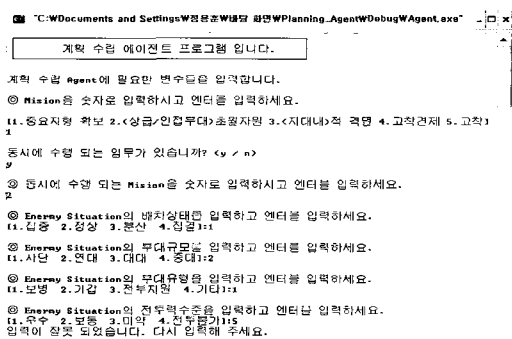 "C:\Documents and Settings\정용훈\바탕 화면\Planning_Agent\Debug\Agent.exe"
계획 수립 에이전트 프로그램 입니다.
계획 수립 Agent에 필요한 변수들을 입력합니다.
◎ Mision을 숫자로 입력하시고 엔터를 입력하세요.
[1.중요지형 확보 2.<상급/인접부대>초월지원 3.<지대내>적 격멸 4.고착견제 5.고착]
1
동시에 수행 되는 임무가 있습니까? <y / n>
y
◎ 동시에 수행 되는 Mision을 숫자로 입력하시고 엔터를 입력하세요.
2
◎ Enermy Situation의 배치상태를 입력하고 엔터를 입력하세요.
[1.집중 2.정상 3.분산 4.집결]:1
◎ Enermy Situation의 부대규모를 입력하고 엔터를 입력하세요.
[1.사단 2.연대 3.대대 4.중대]:2
◎ Enermy Situation의 부대유형을 입력하고 엔터를 입력하세요.
[1.보병 2.기갑 3.전투지원 4.기타]:1
◎ Enermy Situation의 전투력수준을 입력하고 엔터를 입력하세요.
[1.우수 2.보통 3.미약 4.전투불가]:5
입력이 잘못 되었습니다. 다시 입력해 주세요.